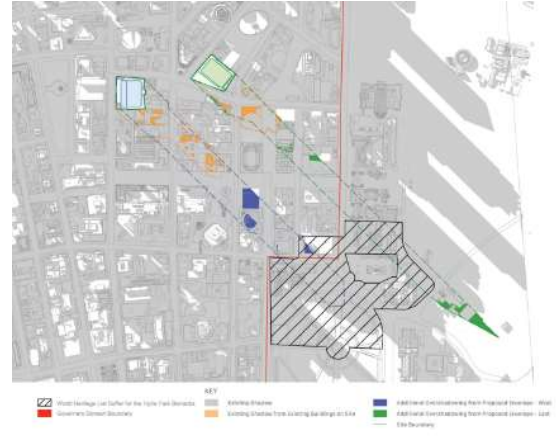 KEY
World Heritage List Buffer for the Hyde Park Barracks
Government Domain Boundary
Existing Shadow
Existing Shadow from Existing Buildings on Site
Additional Overshadowing from Proposed Envelope - West
Additional Overshadowing from Proposed Envelope - East
Site Boundary